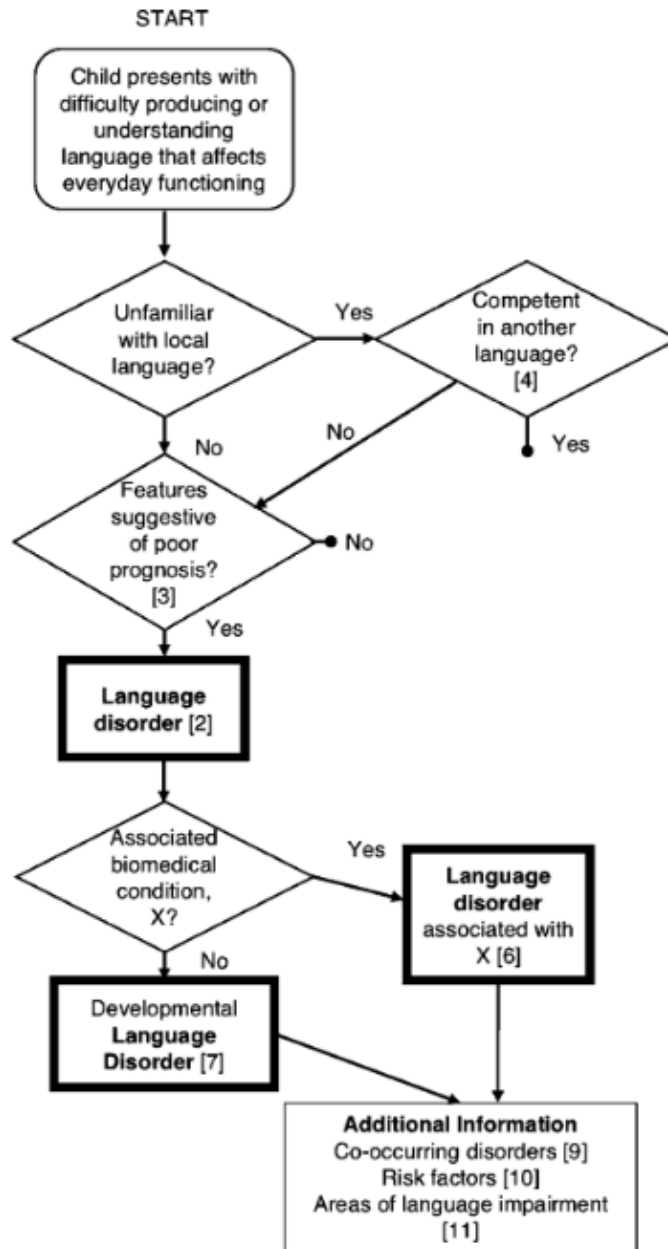 START
Child presents with
difficulty producing or
understanding
language that affects
everyday functioning
Unfamiliar
with local
language?
Yes
Competent
in another
language?
[4]
No
No
Yes
Features
suggestive
of poor
prognosis?
[3]
No
Yes
Language
disorder [2]
Associated
biomedical
condition,
X?
Yes
Language
disorder
associated with
X [6]
No
Developmental
Language
Disorder [7]
Additional Information
Co-occurring disorders [9]
Risk factors [10]
Areas of language impairment
[11]